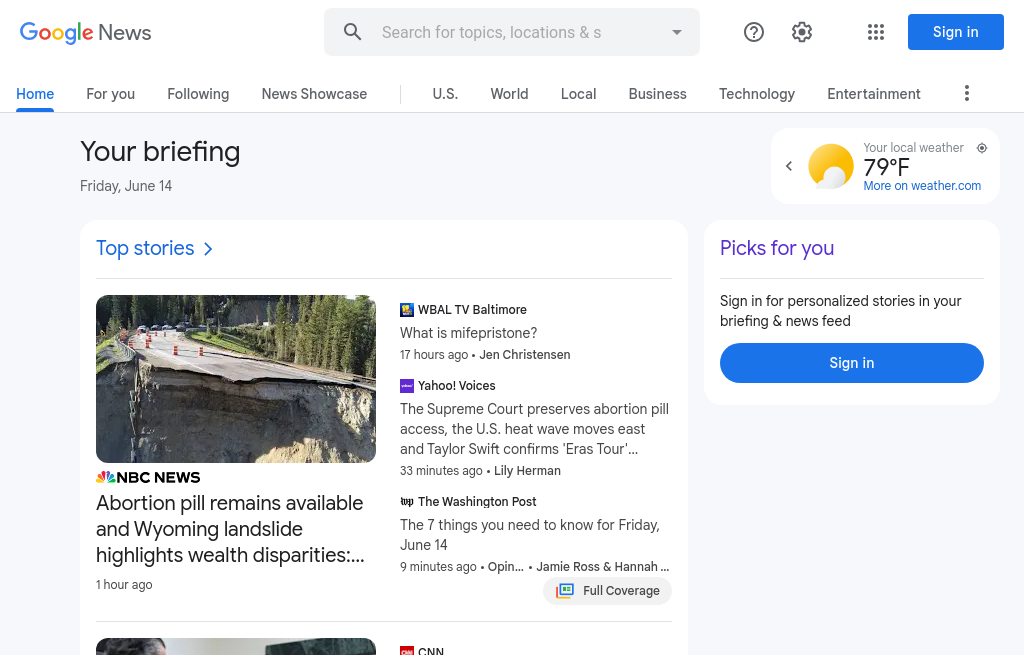 Google News
Search for topics, locations & s
Sign in
Home
For you
Following
News Showcase
U.S.
World
Local
Business
Technology
Entertainment
Your briefing
Friday, June 14
Your local weather
79°F
More on weather.com
Top stories
NBC NEWS
Abortion pill remains available
and Wyoming landslide
highlights wealth disparities:...
1 hour ago
WBAL TV Baltimore
What is mifepristone?
17 hours ago • Jen Christensen
Yahoo! Voices
The Supreme Court preserves abortion pill
access, the U.S. heat wave moves east
and Taylor Swift confirms 'Eras Tour'...
33 minutes ago • Lily Herman
The Washington Post
The 7 things you need to know for Friday,
June 14
9 minutes ago • Opin... • Jamie Ross & Hannah ...
Full Coverage
CNN
Picks for you
Sign in for personalized stories in your
briefing & news feed
Sign in